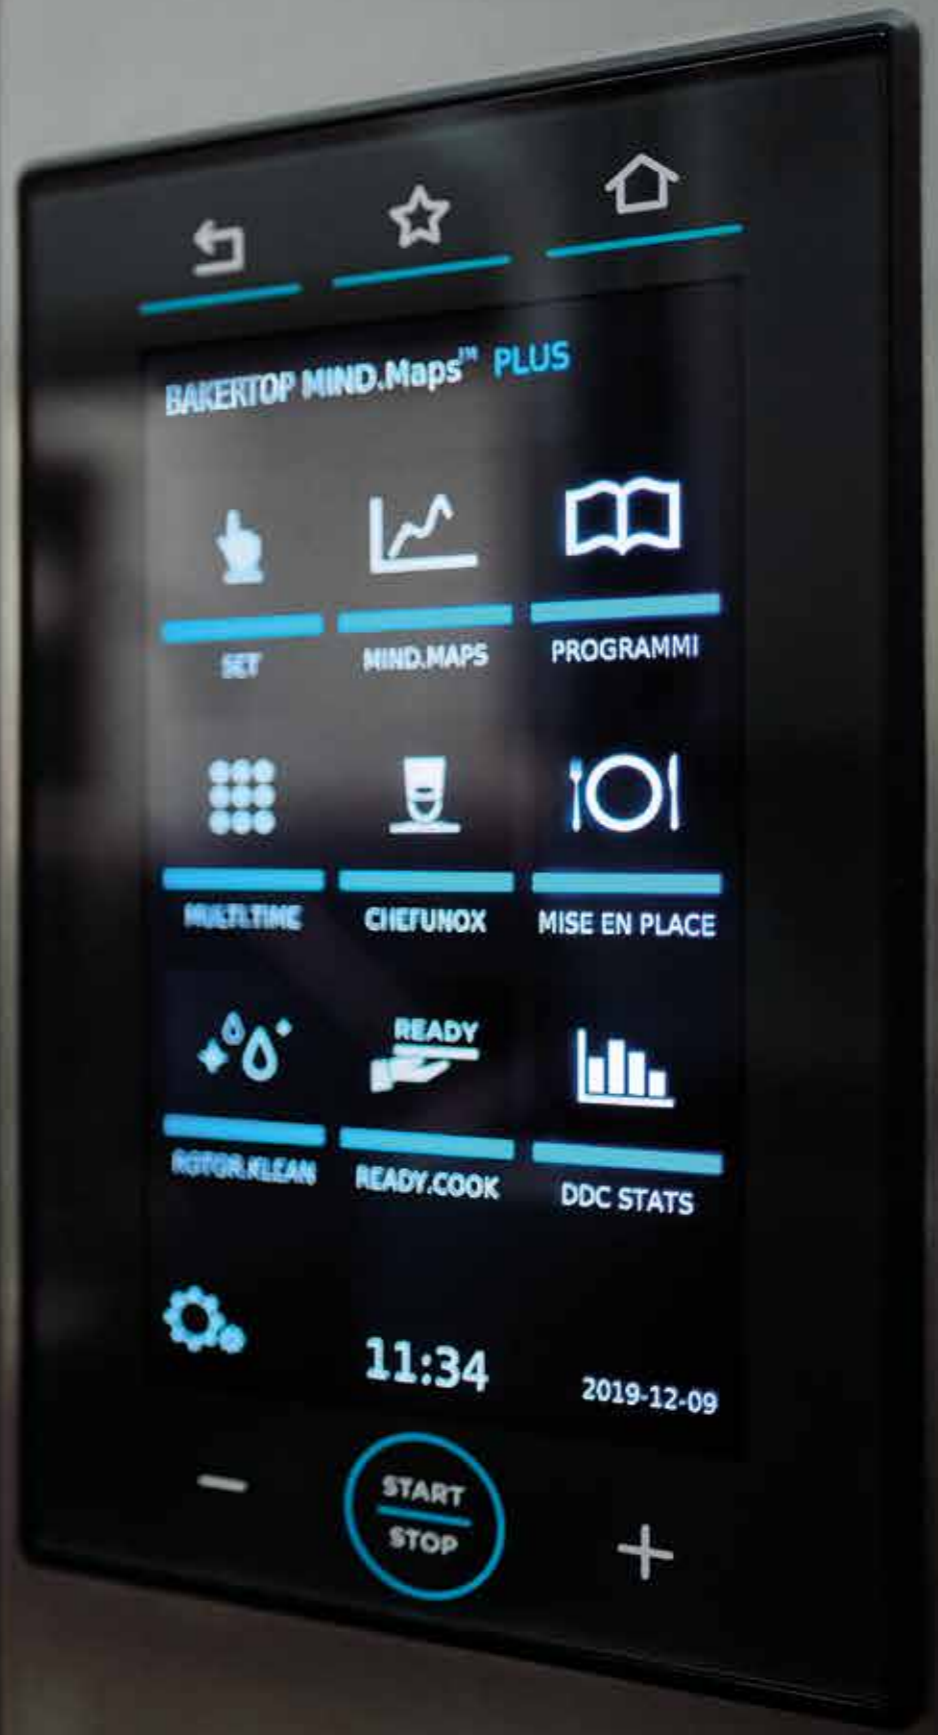 BAKERTOP MIND.Maps™ PLUS
SET MIND.MAPS PROGRAMMI
MULTI.TIME CHEFUNOX MISE EN PLACE
READY
ROTOR.KLEAN READY.COOK DDC STATS
11:34 2019-12-09
START
STOP